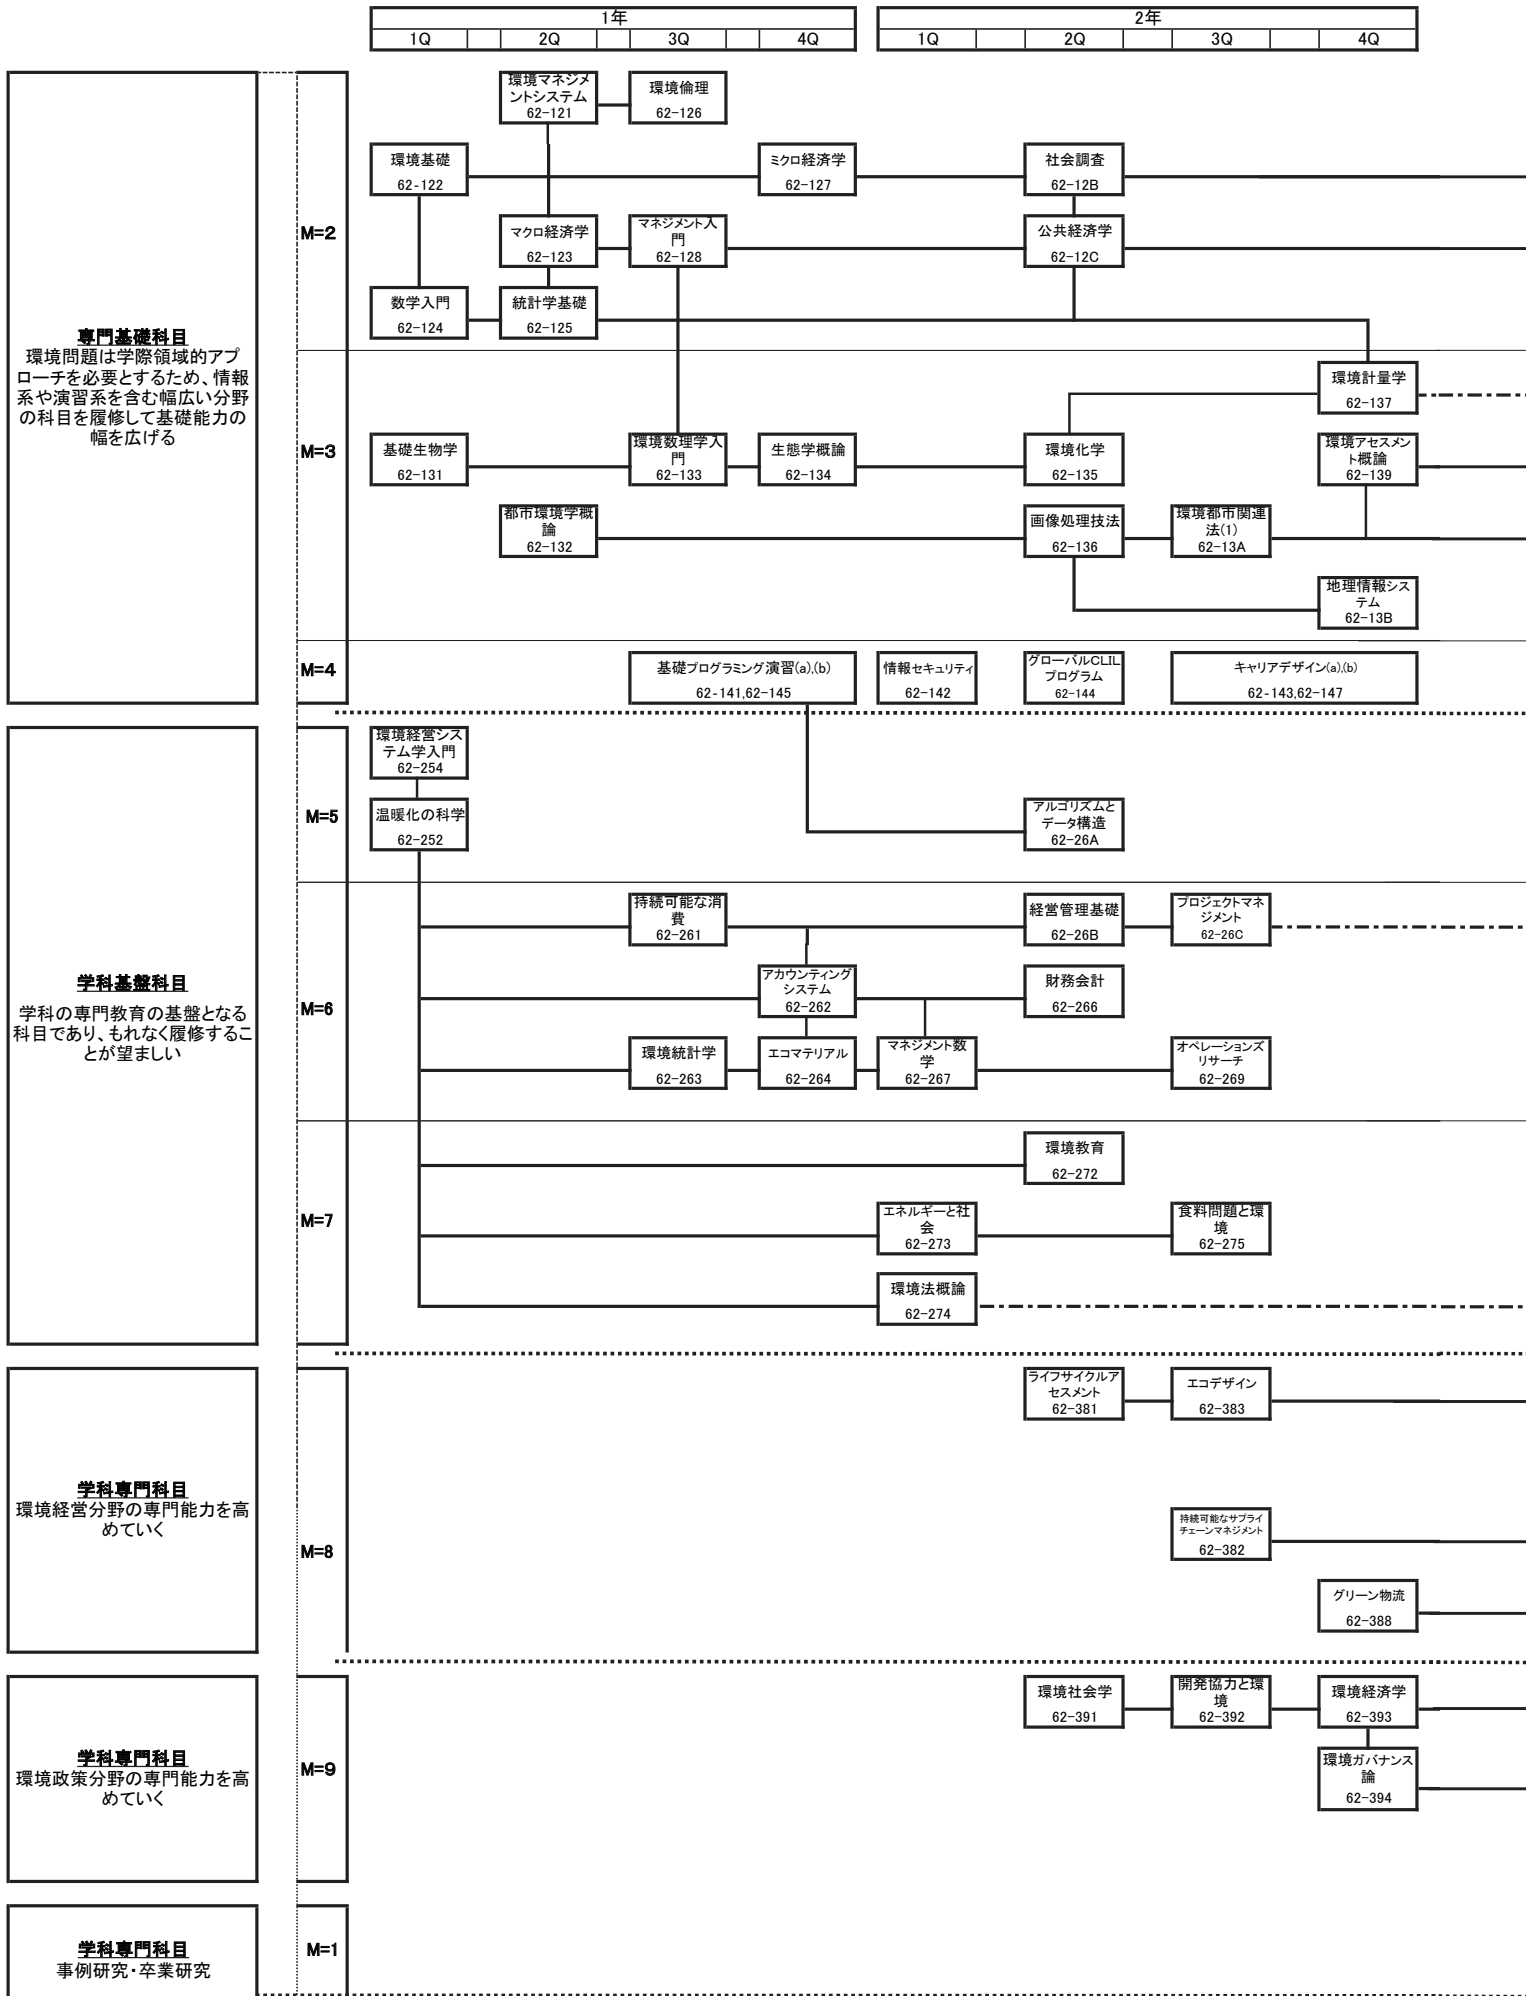 1年
2年
1Q 2Q 3Q 4Q 1Q 2Q 3Q 4Q
専門基礎科目
環境問題は学際領域的アプ
ローチを必要とするため、情報
系や演習系を含む幅広い分野
の科目を履修して基礎能力の
幅を広げる
M=2
環境マネジメ
ントシステム
62-121
環境倫理
62-126
環境基礎
62-122
ミクロ経済学
62-127
社会調査
62-12B
マクロ経済学
62-123
マネジメント入
門
62-128
公共経済学
62-12C
数学入門
62-124
統計学基礎
62-125
M=3
環境計量学
62-137
基礎生物学
62-131
環境数理学入
門
62-133
生態学概論
62-134
環境化学
62-135
環境アセスメン
ト概論
62-139
都市環境学概
論
62-132
画像処理技法
62-136
環境都市関連
法(1)
62-13A
地理情報シス
テム
62-13B
M=4
基礎プログラミング演習(a),(b)
62-141,62-145
情報セキュリティ
62-142
グローバルCLIL
プログラム
62-144
キャリアデザイン(a),(b)
62-143,62-147
学科基盤科目
学科の専門教育の基盤となる
科目であり、もれなく履修するこ
とが望ましい
M=5
環境経営シス
テム学入門
62-254
温暖化の科学
62-252
アルゴリズムと
データ構造
62-26A
M=6
持続可能な消
費
62-261
経営管理基礎
62-26B
プロジェクトマネ
ジメント
62-26C
アカウンティング
システム
62-262
財務会計
62-266
環境統計学
62-263
エコマテリアル
62-264
マネジメント数
学
62-267
オペレーションズ
リサーチ
62-269
M=7
環境教育
62-272
エネルギーと社
会
62-273
食料問題と環
境
62-275
環境法概論
62-274
学科専門科目
環境経営分野の専門能力を高
めていく
M=8
ライフサイクルア
セスメント
62-381
エコデザイン
62-383
持続可能なサプライ
チェーンマネジメント
62-382
グリーン物流
62-388
学科専門科目
環境政策分野の専門能力を高
めていく
M=9
環境社会学
62-391
開発協力と環
境
62-392
環境経済学
62-393
環境ガバナンス
論
62-394
学科専門科目
事例研究・卒業研究
M=1